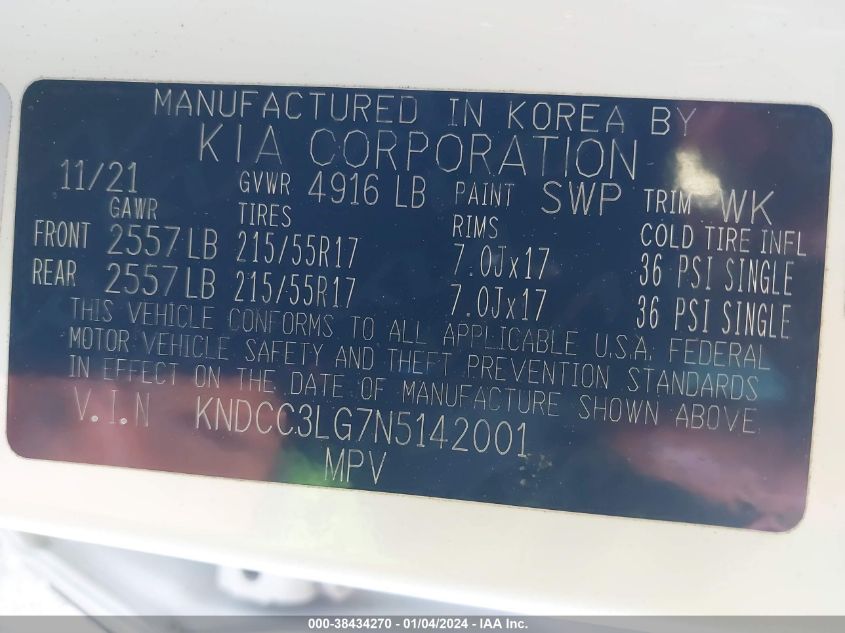 MANUFACTURED IN KOREA BY
KIA CORPORATION
11/21 GVWR 4916 LB PAINT SWP TRIM WK
GAWR TIRES RIMS COLD TIRE INFL
FRONT 2557 LB 215/55R17 7.0Jx17 36 PSI SINGLE
REAR 2557 LB 215/55R17 7.0Jx17 36 PSI SINGLE
THIS VEHICLE CONFORMS TO ALL APPLICABLE U.S.A. FEDERAL
MOTOR VEHICLE SAFETY AND THEFT PREVENTION STANDARDS
IN EFFECT ON THE DATE OF MANUFACTURE SHOWN ABOVE.
V.I.N KNDCC3LG7N5142001
MPV
000-38434270 - 01/04/2024 - IAA Inc.